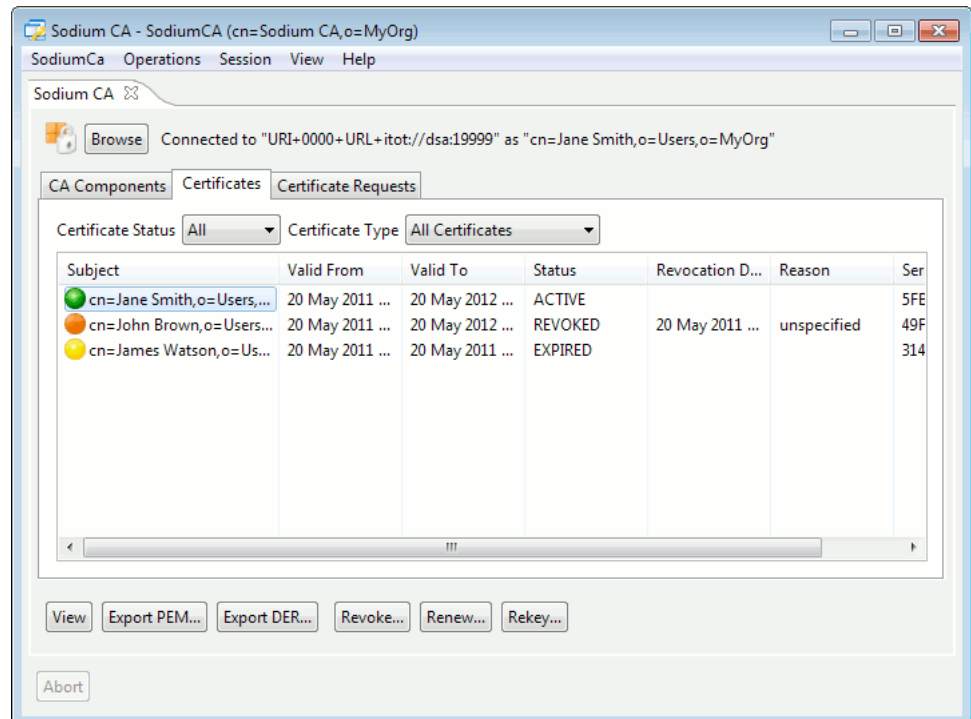 Sodium CA - SodiumCA (cn=Sodium CA,o=MyOrg)
SodiumCa Operations Session View Help
Sodium CA
Browse Connected to "URI+0000+URL+itot://dsa:19999" as "cn=Jane Smith,o=Users,o=MyOrg"
CA Components Certificates Certificate Requests
Certificate Status All Certificate Type All Certificates
Subject Valid From Valid To Status Revocation D... Reason Ser
cn=Jane Smith,o=Users,... 20 May 2011 ... 20 May 2012 ... ACTIVE 5FE
cn=John Brown,o=Users... 20 May 2011 ... 20 May 2012 ... REVOKED 20 May 2011 ... unspecified 49F
cn=James Watson,o=Us... 20 May 2011 ... 20 May 2011 ... EXPIRED 314
View Export PEM... Export DER... Revoke... Renew... Rekey...
Abort